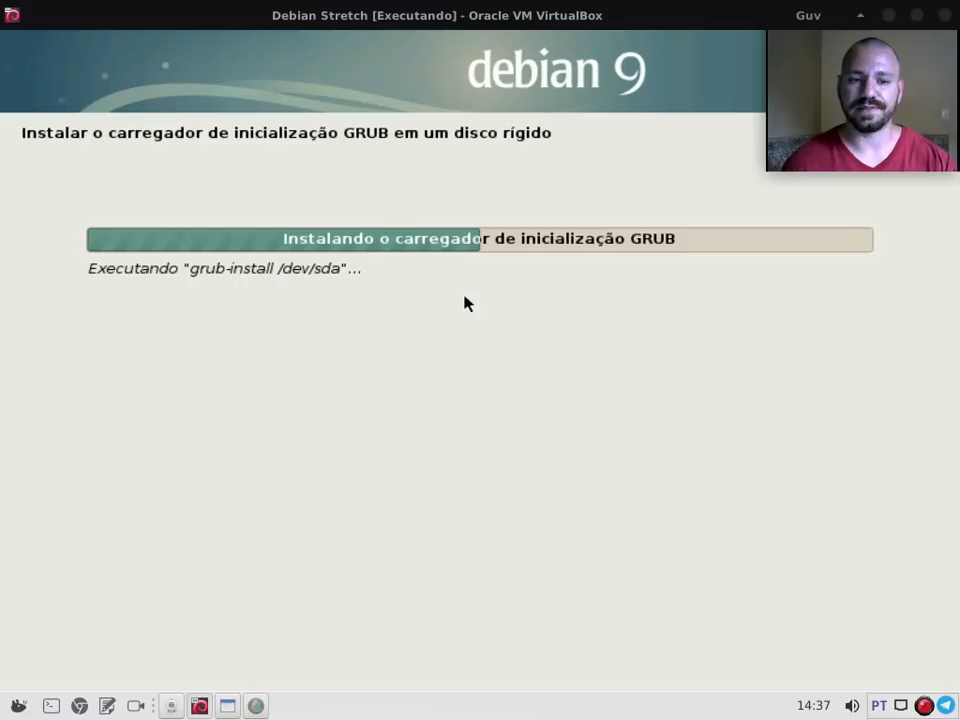 Debian Stretch [Executando] - Oracle VM VirtualBox
Guv
debian 9
Instalar o carregador de inicialização GRUB em um disco rígido
Instalando o carregador de inicialização GRUB
Executando "grub-install /dev/sda"...
14:37
PT